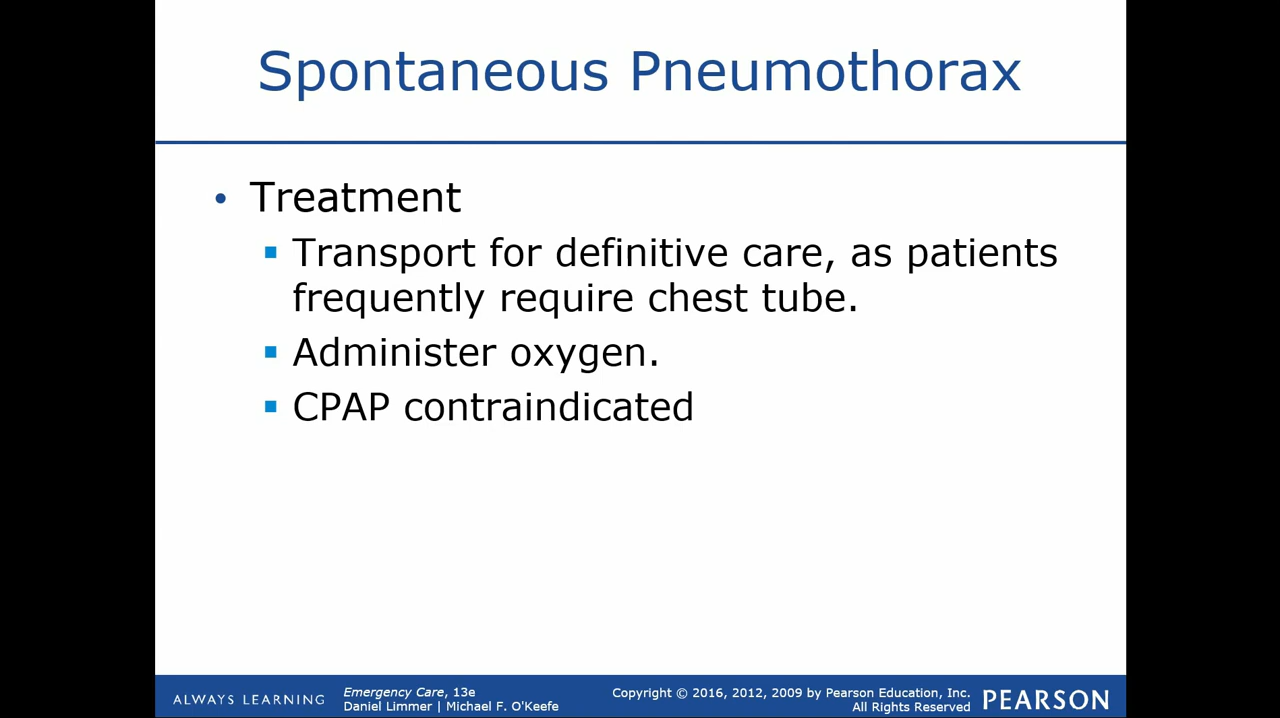 Spontaneous Pneumothorax
• Treatment
▪ Transport for definitive care, as patients
frequently require chest tube.
▪ Administer oxygen.
▪ CPAP contraindicated
ALWAYS LEARNING
Emergency Care, 13e
Daniel Limmer | Michael F. O'Keefe
Copyright © 2016, 2012, 2009 by Pearson Education, Inc.
All Rights Reserved
PEARSON